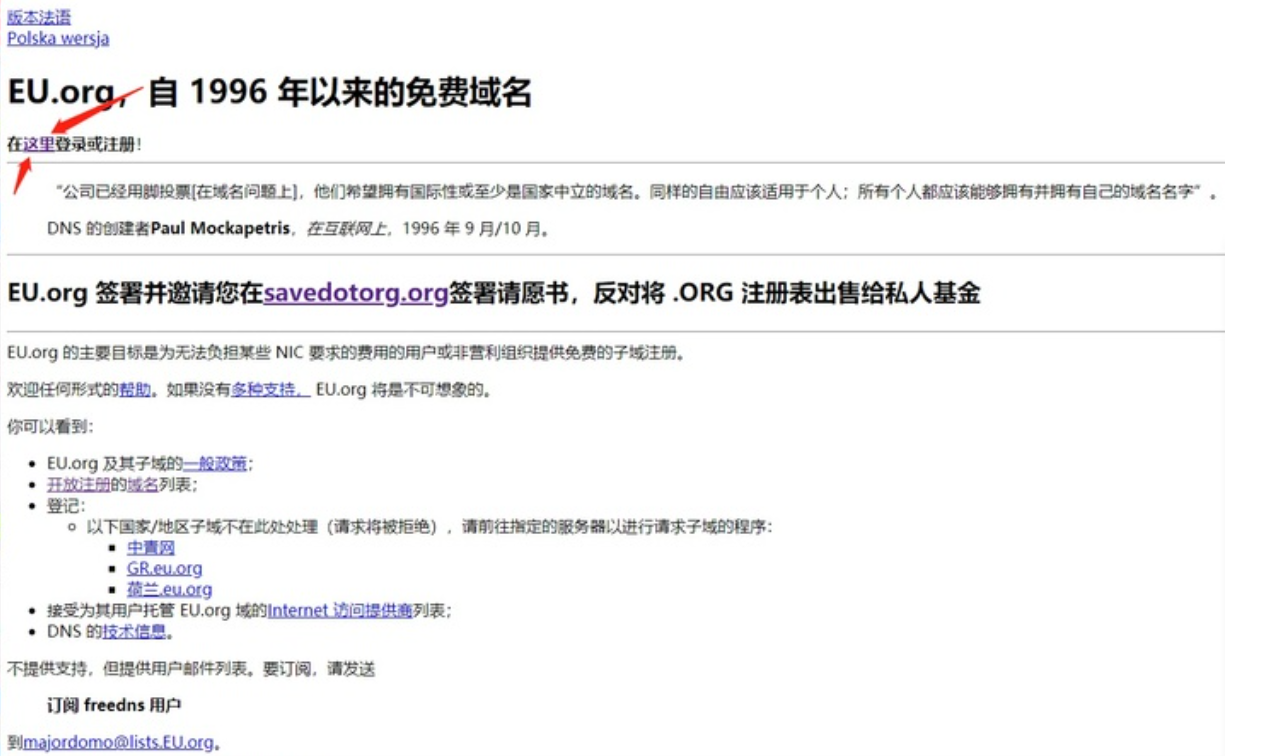 版本法语
Polska wersja
EU.org，自 1996 年以来的免费域名
在这里登录或注册！
“公司已经用脚投票[在域名问题上]，他们希望拥有国际性或至少是国家中立的域名。同样的自由应该适用于个人；所有个人都应该能够拥有并拥有自己的域名名字”。
DNS 的创建者Paul Mockapetris，在互联网上，1996 年 9 月/10 月。
EU.org 签署并邀请您在savedotorg.org签署请愿书，反对将 .ORG 注册表出售给私人基金
EU.org 的主要目标是为无法负担某些 NIC 要求的费用的用户或非营利组织提供免费的子域注册。
欢迎任何形式的帮助。如果没有多种支持， EU.org 将是不可想象的。
你可以看到：
EU.org 及其子域的一般政策；
开放注册的域名列表；
登记：
以下国家/地区子域不在此处处理（请求将被拒绝），请前往指定的服务器以进行请求子域的程序：
中青网
GR.eu.org
荷兰.eu.org
接受为其用户托管 EU.org 域的Internet 访问提供商列表；
DNS 的技术信息。
不提供支持，但提供用户邮件列表。要订阅，请发送
订阅 freedns 用户
到majordomo@lists.EU.org。